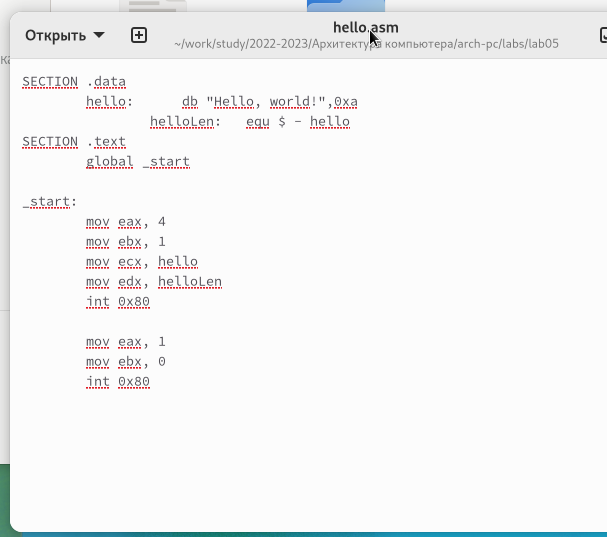 Открыть
hello.asm
~/work/study/2022-2023/Архитектура компьютера/arch-pc/labs/lab05
SECTION .data
hello: db "Hello, world!",0xa
helloLen: equ $ - hello
SECTION .text
global _start
_start:
mov eax, 4
mov ebx, 1
mov ecx, hello
mov edx, helloLen
int 0x80
mov eax, 1
mov ebx, 0
int 0x80